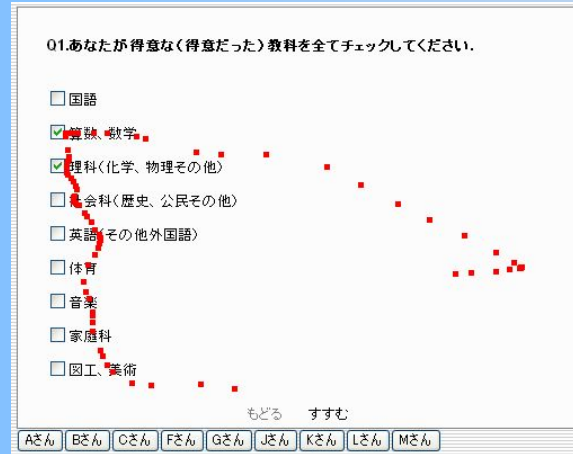 Q1.あなたが得意な(得意だった)教科を全てチェックしてください.
国語
算数、数学
理科(化学、物理その他)
社会科(歴史、公民その他)
英語(その他外国語)
体育
音楽
家庭科
図工、美術
もどる すすむ
Aさん Bさん Cさん Fさん Gさん Jさん Kさん Lさん Mさん